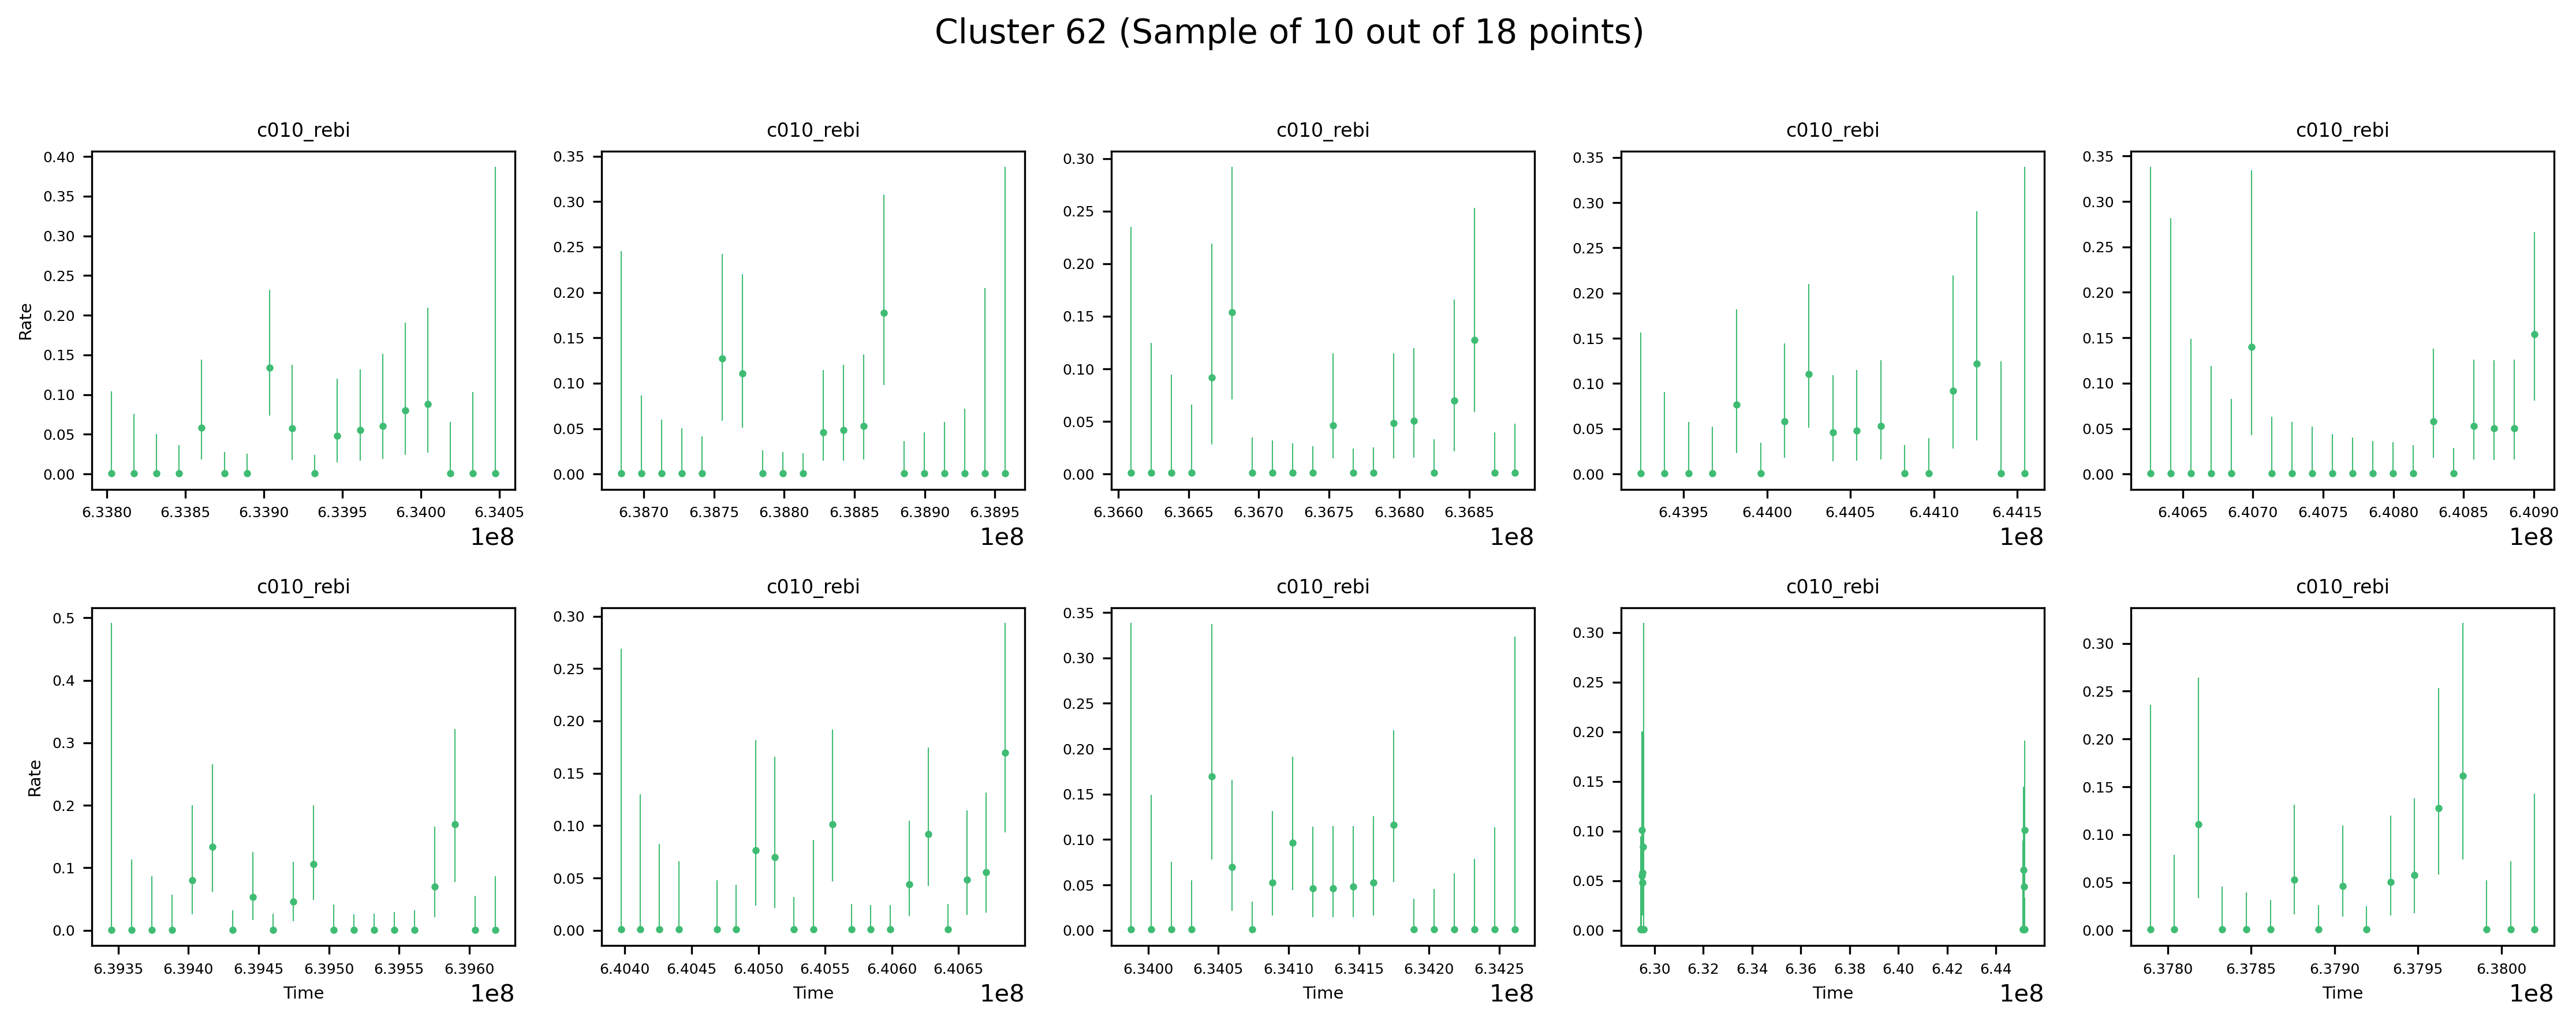 Cluster 62 (Sample of 10 out of 18 points)
c010_rebi c010_rebi c010_rebi c010_rebi c010_rebi
0.40 0.35 0.30 0.25 0.20 0.15 0.10 0.05 0.00
Rate
6.3380 6.3385 6.3390 6.3395 6.3400 6.3405
1e8
0.35 0.30 0.25 0.20 0.15 0.10 0.05 0.00
6.3870 6.3875 6.3880 6.3885 6.3890 6.3895
1e8
0.30 0.25 0.20 0.15 0.10 0.05 0.00
6.3660 6.3665 6.3670 6.3675 6.3680 6.3685
1e8
0.35 0.30 0.25 0.20 0.15 0.10 0.05 0.00
6.4395 6.4400 6.4405 6.4410 6.4415
1e8
0.35 0.30 0.25 0.20 0.15 0.10 0.05 0.00
6.4065 6.4070 6.4075 6.4080 6.4085 6.4090
1e8
c010_rebi c010_rebi c010_rebi c010_rebi c010_rebi
0.5 0.4 0.3 0.2 0.1 0.0
Rate
6.3935 6.3940 6.3945 6.3950 6.3955 6.3960
Time
1e8
0.30 0.25 0.20 0.15 0.10 0.05 0.00
6.4040 6.4045 6.4050 6.4055 6.4060 6.4065
Time
1e8
0.35 0.30 0.25 0.20 0.15 0.10 0.05 0.00
6.3400 6.3405 6.3410 6.3415 6.3420 6.3425
Time
1e8
0.30 0.25 0.20 0.15 0.10 0.05 0.00
6.30 6.32 6.34 6.36 6.38 6.40 6.42 6.44
Time
1e8
0.30 0.25 0.20 0.15 0.10 0.05 0.00
6.3780 6.3785 6.3790 6.3795 6.3800
Time
1e8